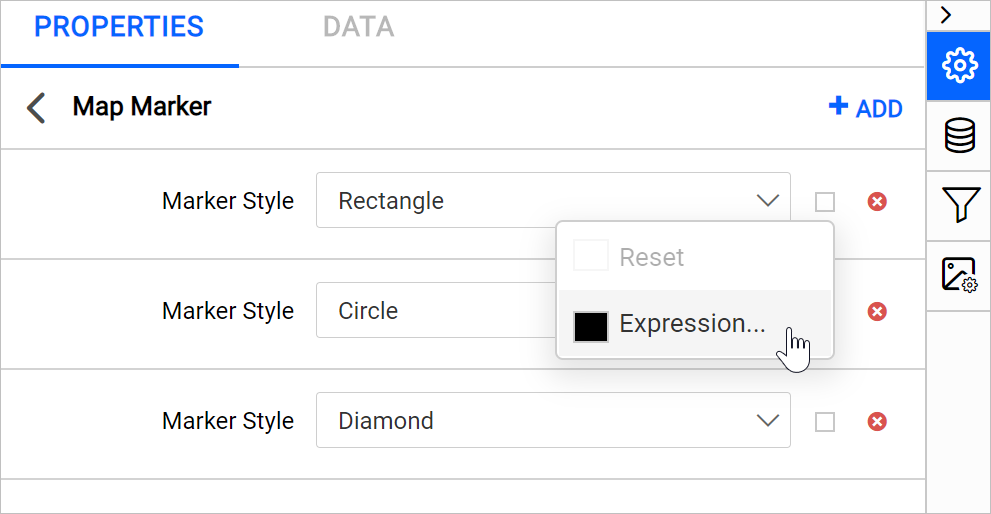 PROPERTIES DATA
Map Marker + ADD
Marker Style Rectangle
Reset
Marker Style Circle
Expression...
Marker Style Diamond